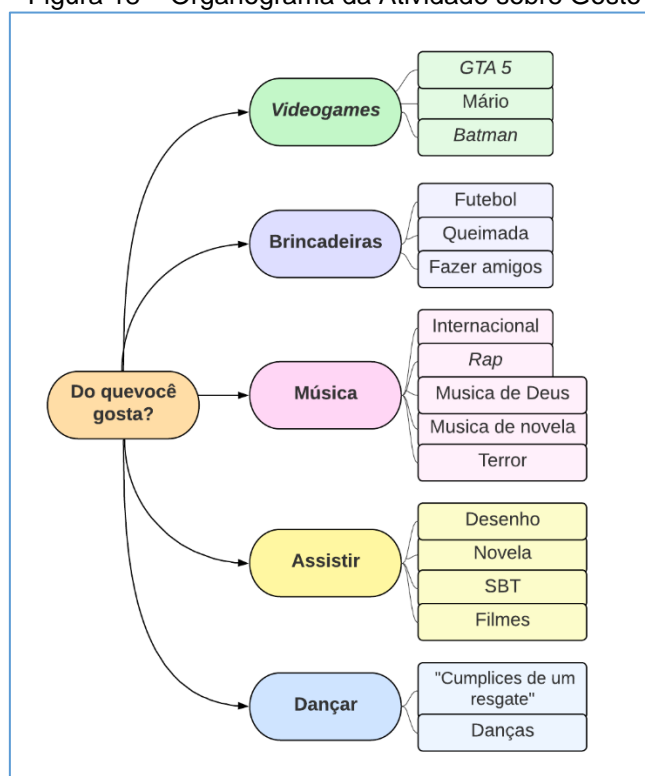 Figura 18 – Organograma da Atividade sobre Gosto
Videogames
GTA 5
Mário
Batman
Brincadeiras
Futebol
Queimada
Fazer amigos
Do quevocê
gosta?
Música
Internacional
Rap
Musica de Deus
Musica de novela
Terror
Assistir
Desenho
Novela
SBT
Filmes
Dançar
"Cumplices de um
resgate"
Danças